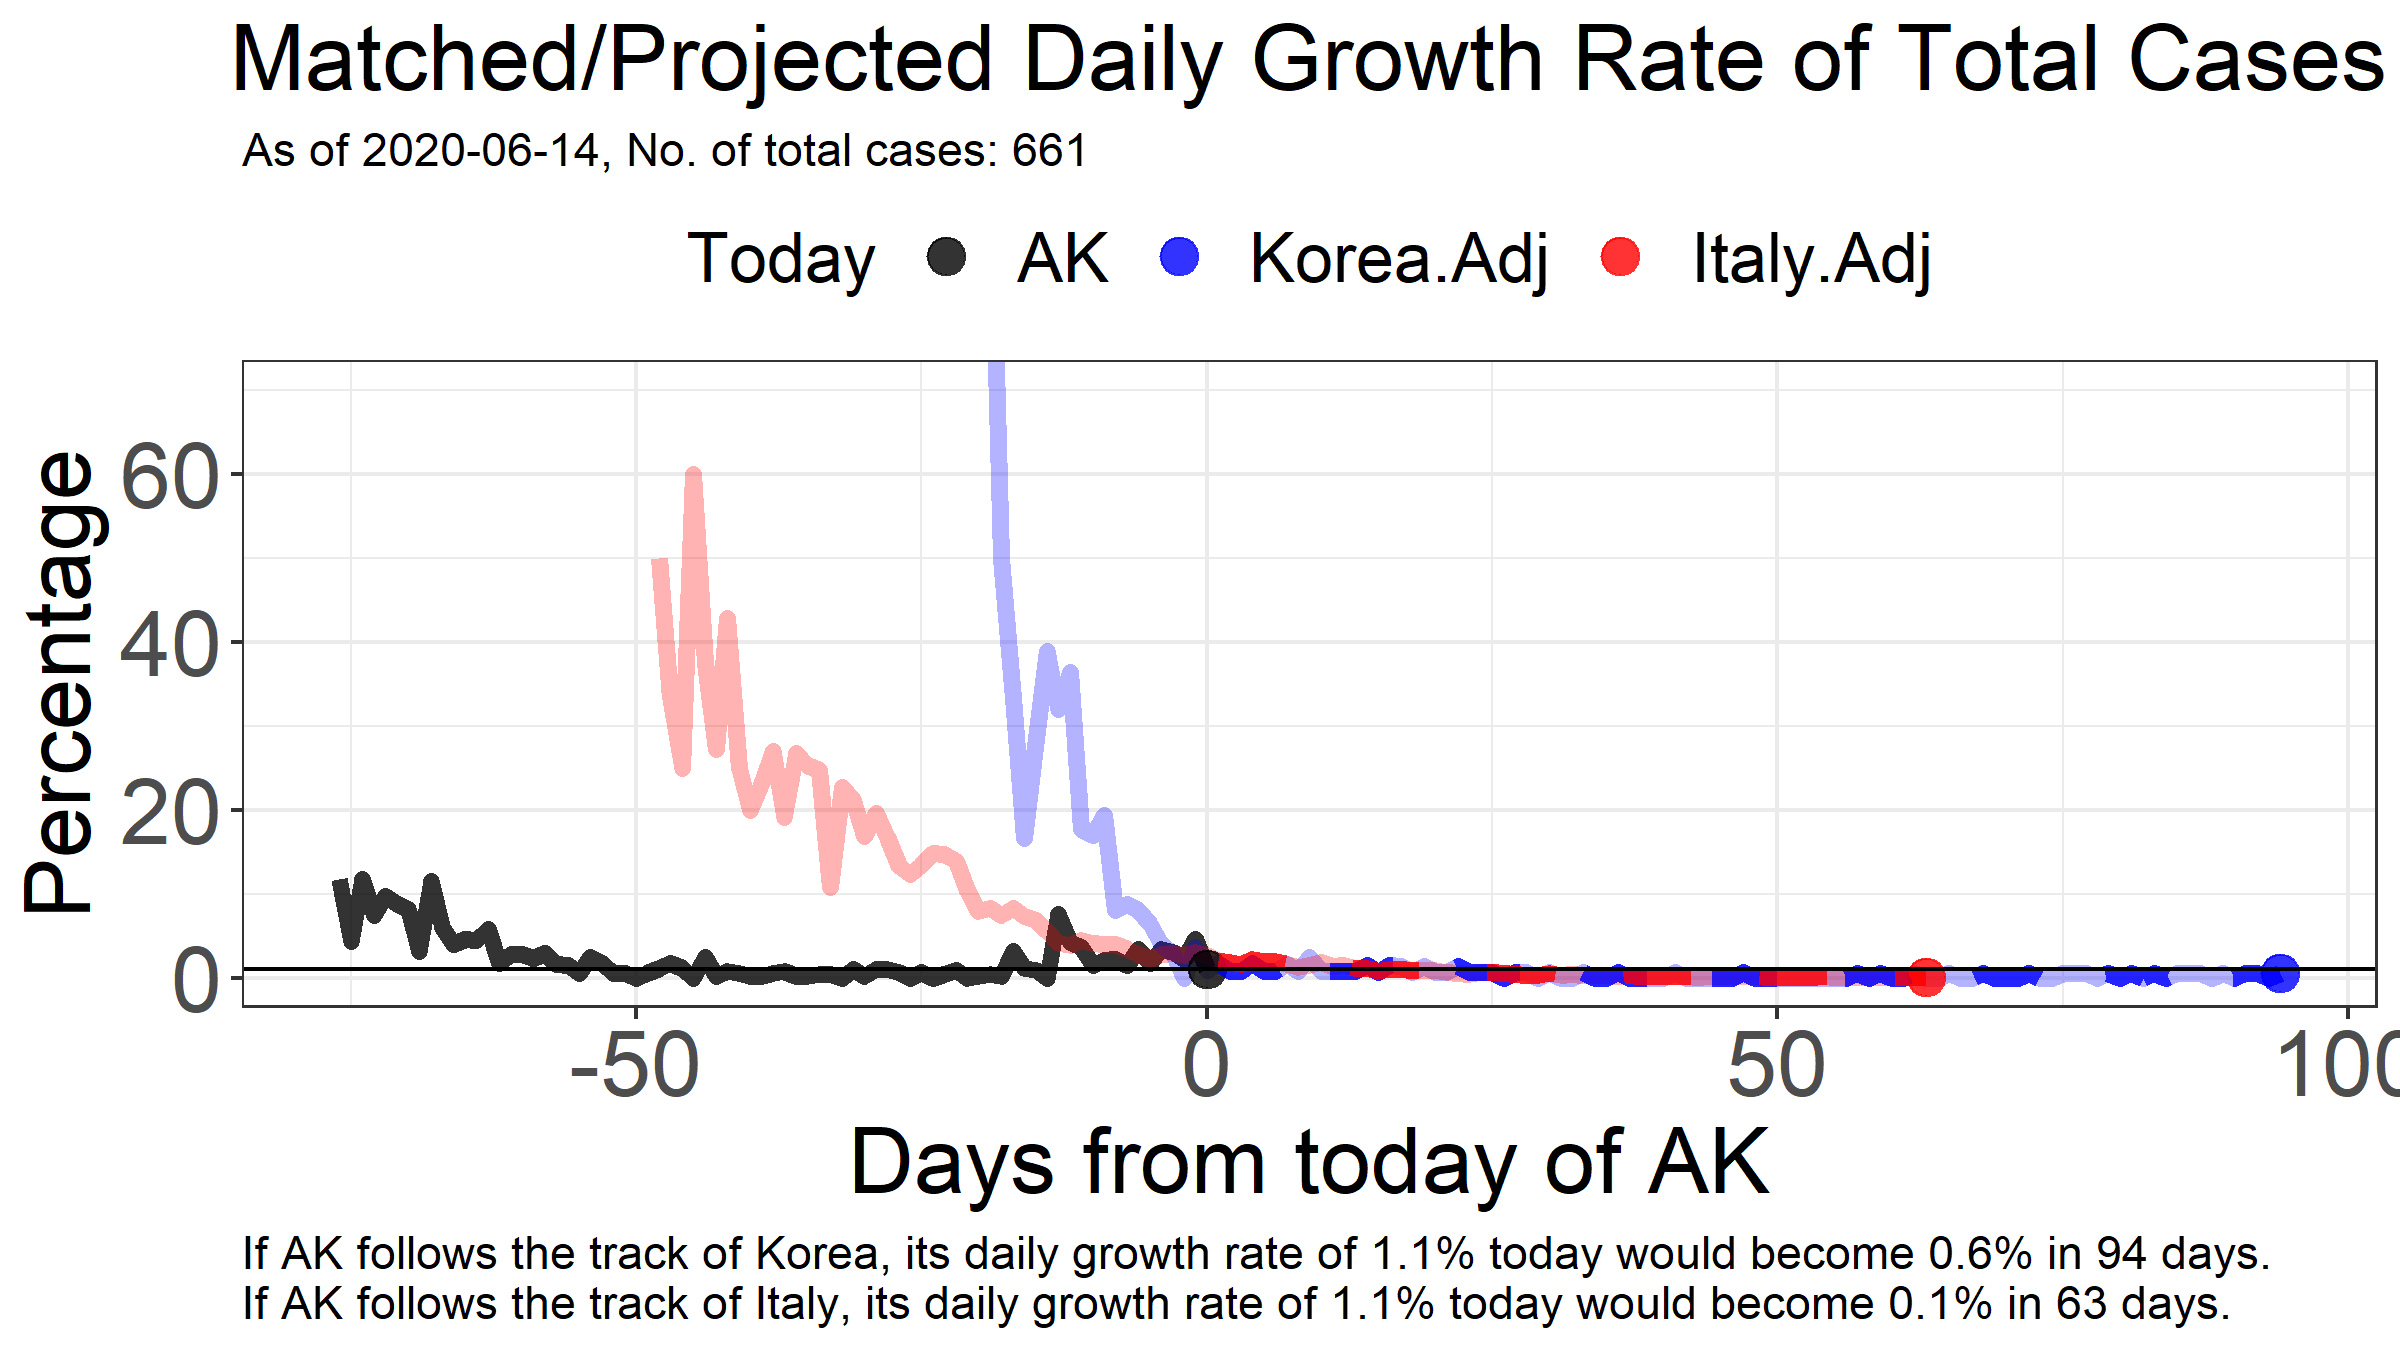 Matched/Projected Daily Growth Rate of Total Cases
As of 2020-06-14, No. of total cases: 661
Today AK Korea.Adj Italy.Adj
Percentage
60
40
20
0
-50 0 50 100
Days from today of AK
If AK follows the track of Korea, its daily growth rate of 1.1% today would become 0.6% in 94 days.
If AK follows the track of Italy, its daily growth rate of 1.1% today would become 0.1% in 63 days.